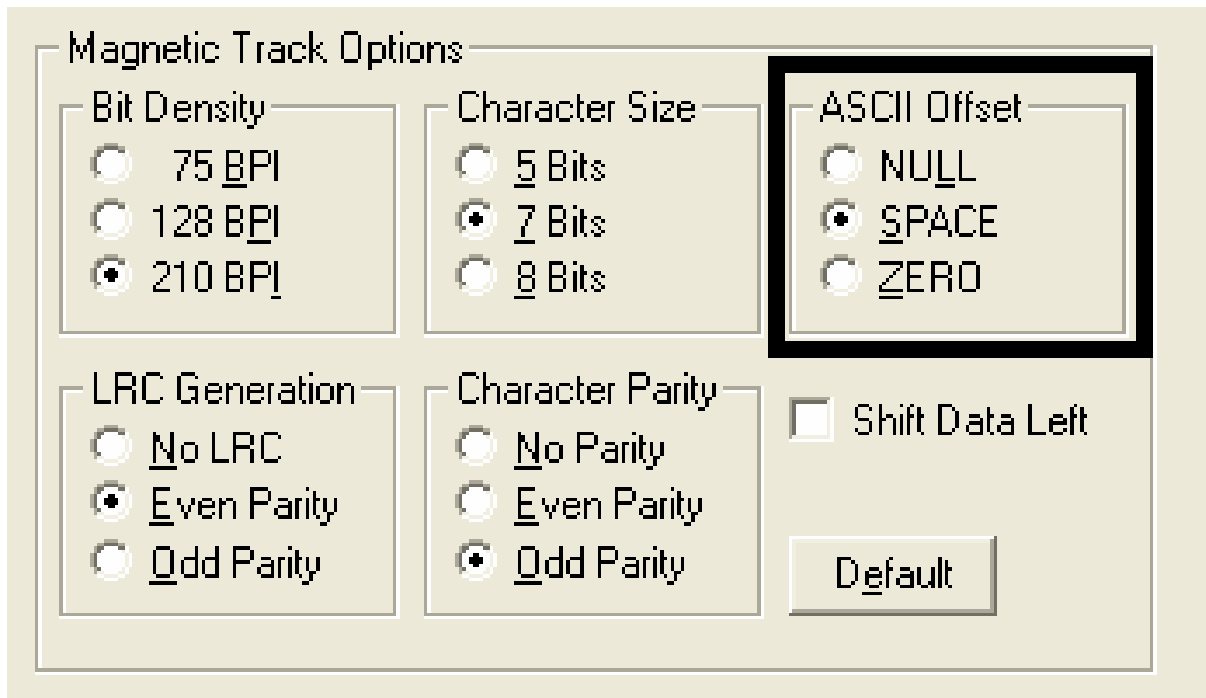 Magnetic Track Options
Bit Density
75 BPI
128 BPI
210 BPI
Character Size
5 Bits
7 Bits
8 Bits
ASCII Offset
NULL
SPACE
ZERO
LRC Generation
No LRC
Even Parity
Odd Parity
Character Parity
No Parity
Even Parity
Odd Parity
Shift Data Left
Default